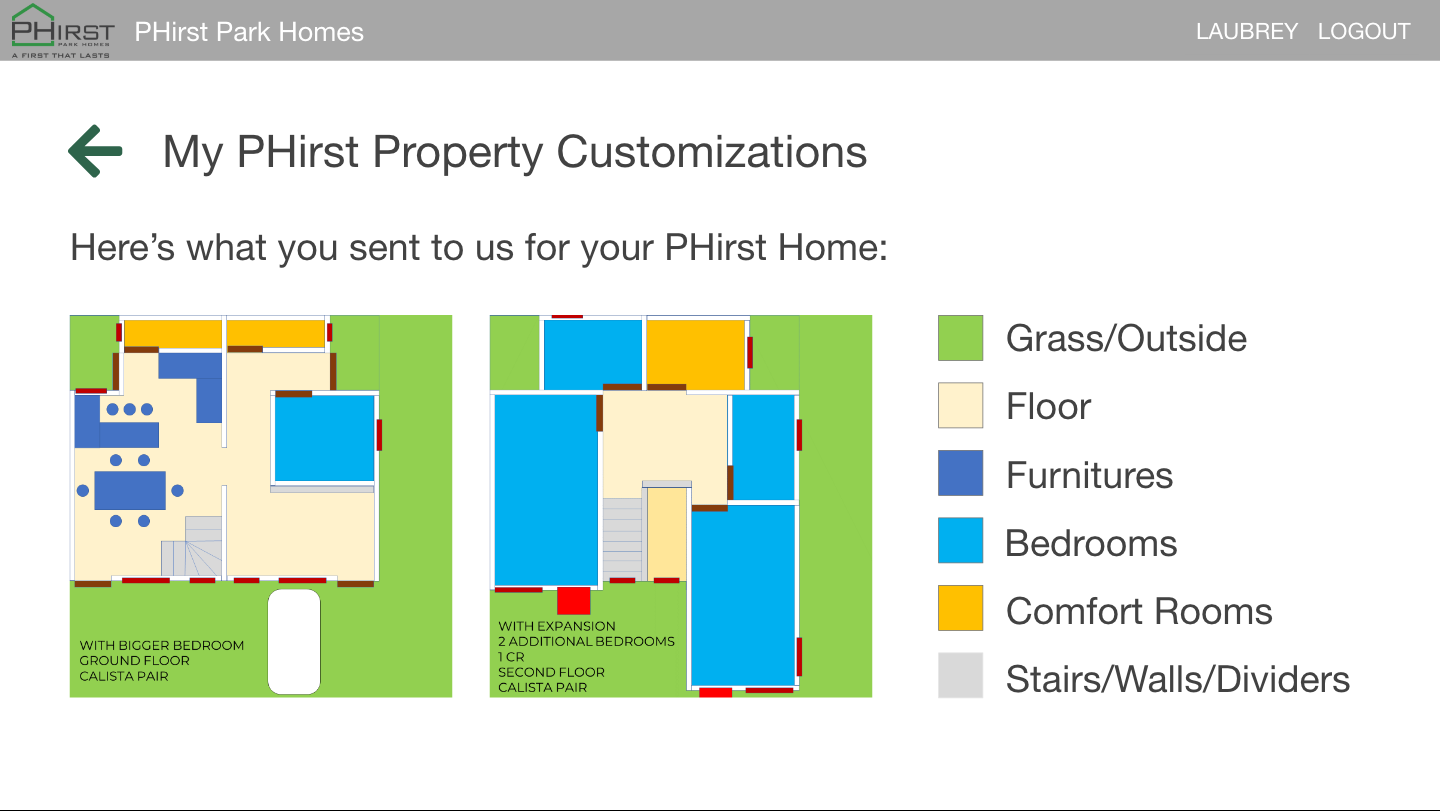 PHIRST
PARK HOMES
A FIRST THAT LASTS
PHirst Park Homes
LAUBREY LOGOUT
My PHirst Property Customizations
Here’s what you sent to us for your PHirst Home:
WITH BIGGER BEDROOM
GROUND FLOOR
CALISTA PAIR
WITH EXPANSION
2 ADDITIONAL BEDROOMS
1 CR
SECOND FLOOR
CALISTA PAIR
Grass/Outside
Floor
Furnitures
Bedrooms
Comfort Rooms
Stairs/Walls/Dividers